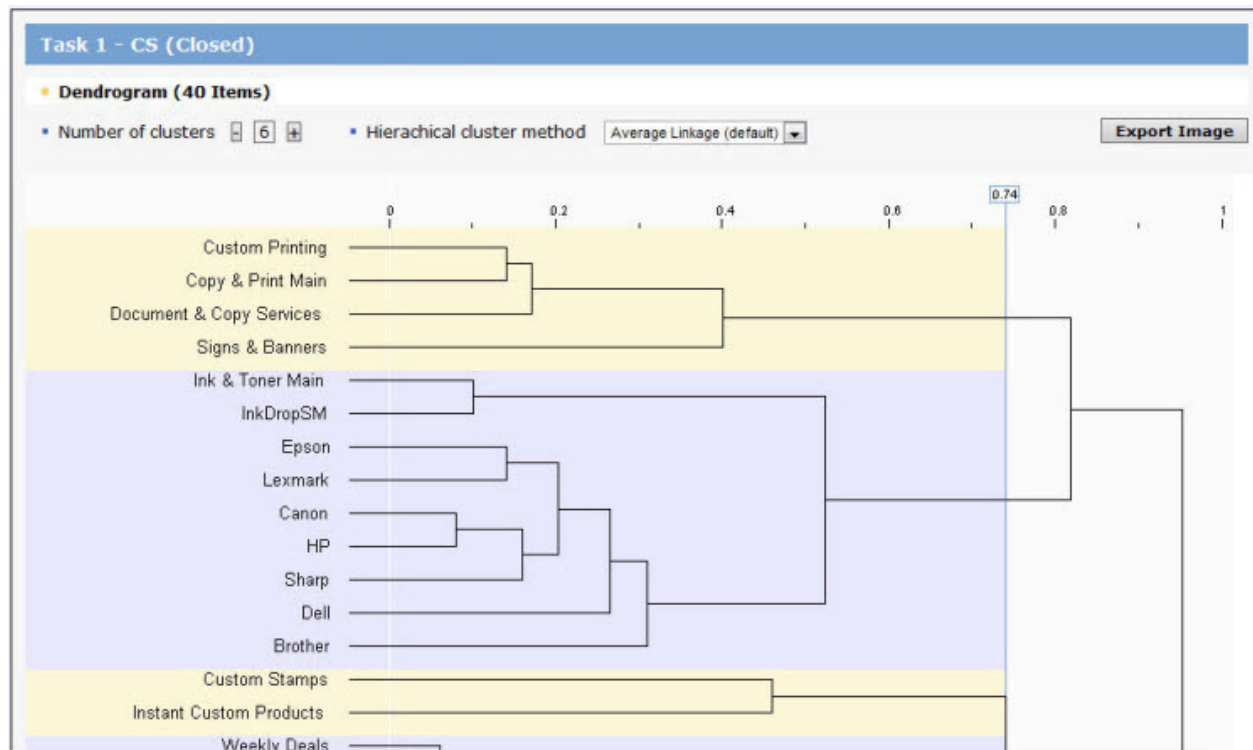 Task 1 - CS (Closed)
Dendrogram (40 Items)
Number of clusters - 6 + Hierachical cluster method Average Linkage (default) Export Image
0.74
0 0.2 0.4 0.6 0.8 1
Custom Printing
Copy & Print Main
Document & Copy Services
Signs & Banners
Ink & Toner Main
InkDropSM
Epson
Lexmark
Canon
HP
Sharp
Dell
Brother
Custom Stamps
Instant Custom Products
Weekly Deals